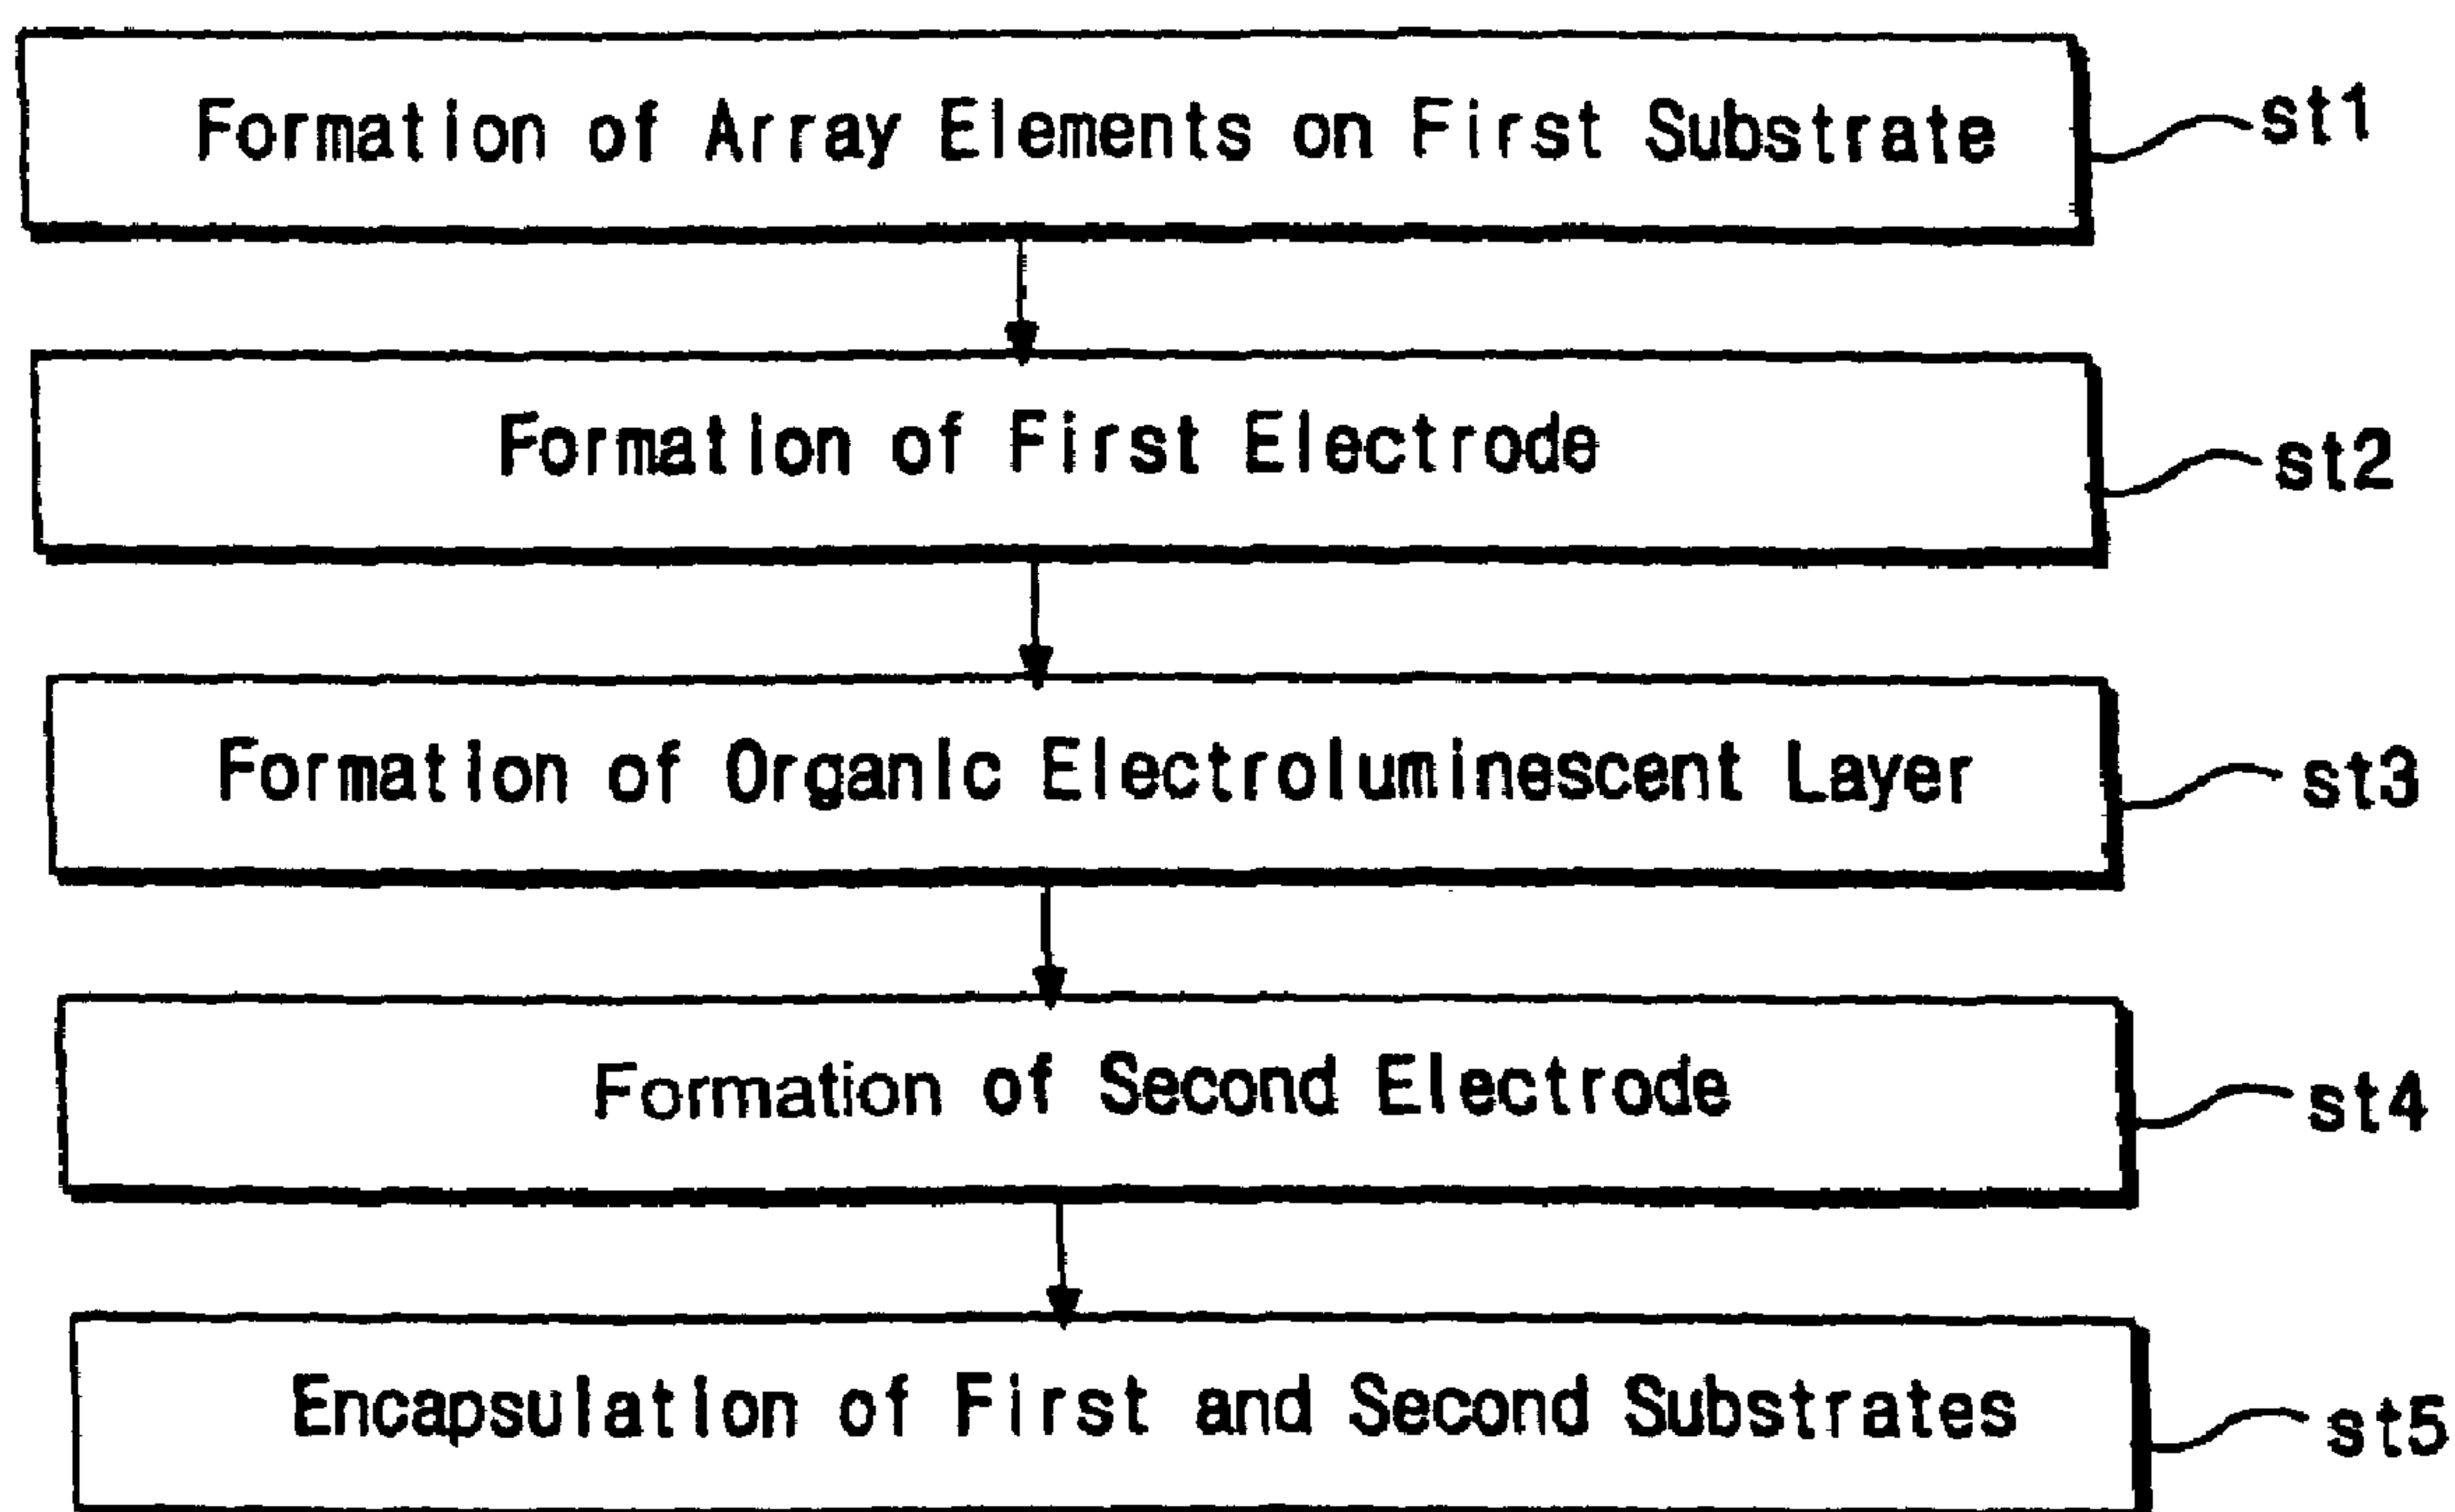 Formation of Array Elements on First Substrate
st1
Formation of First Electrode
st2
Formation of Organic Electroluminescent Layer
st3
Formation of Second Electrode
st4
Encapsulation of First and Second Substrates
st5